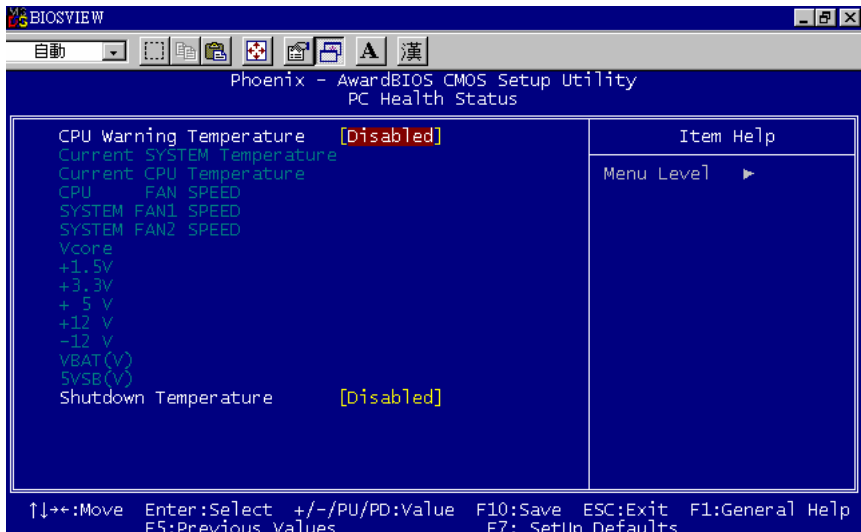 BIOSVIEW
自動
A 漢
Phoenix - AwardBIOS CMOS Setup Utility
PC Health Status
CPU Warning Temperature [Disabled]
Current SYSTEM Temperature
Current CPU Temperature
CPU FAN SPEED
SYSTEM FAN1 SPEED
SYSTEM FAN2 SPEED
Vcore
+1.5V
+3.3V
+ 5 V
+12 V
-12 V
VBAT(V)
5VSB(V)
Shutdown Temperature [Disabled]
Item Help
Menu Level ►
↑↓→←:Move Enter:Select +/-/PU/PD:Value F10:Save ESC:Exit F1:General Help
F5:Previous Values F7: SetUp Defaults